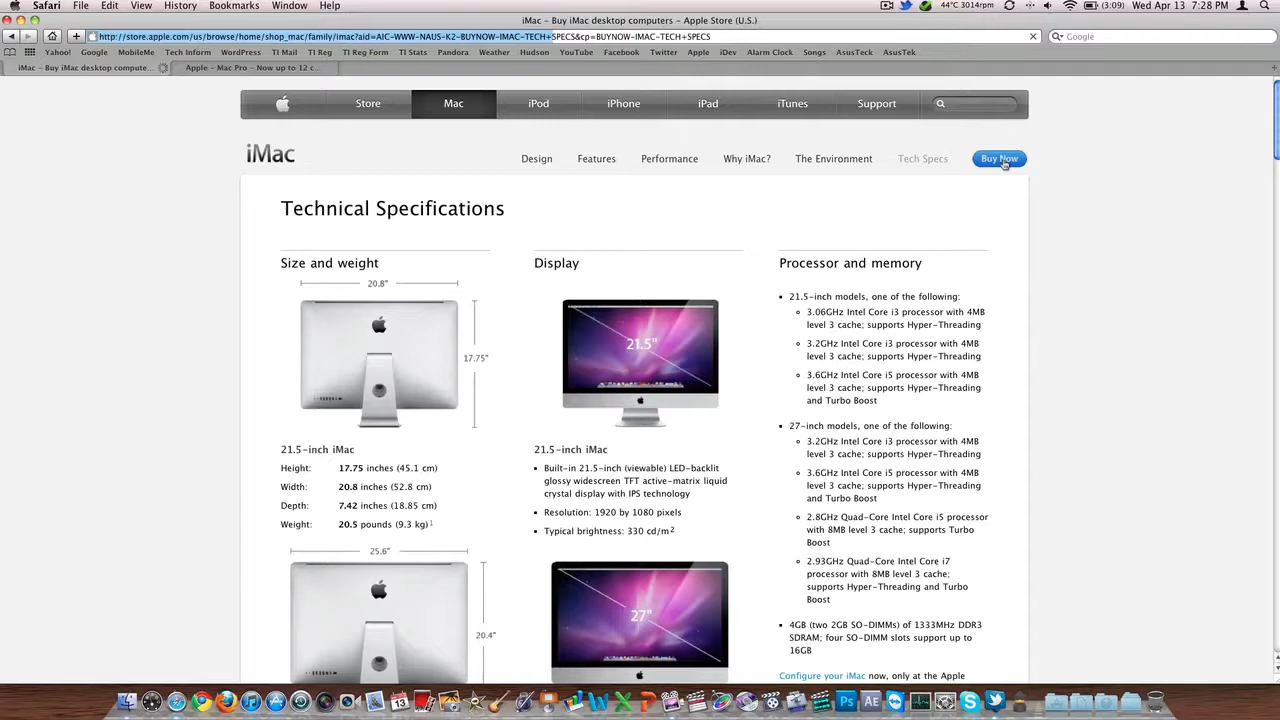 Safari File Edit View History Bookmarks Window Help
44°C 3014rpm (3:09) Wed Apr 13 7:28 PM
iMac – Buy iMac desktop computers – Apple Store (U.S.)
http://store.apple.com/us/browse/home/shop_mac/family/imac?aid=AIC-WWW-NAUS-K2-BUYNOW-IMAC-TECH+SPECS&cp=BUYNOW-IMAC-TECH+SPECS
Google
Yahoo! Google MobileMe Tech Inform WordPress TI Mail TI Reg TI Reg Form TI Stats Pandora Weather Hudson YouTube Facebook Twitter Apple iDev Alarm Clock Songs AsusTeck AsusTek
iMac – Buy iMac desktop compute... Apple – Mac Pro – Now up to 12 c...
Store Mac iPod iPhone iPad iTunes Support
iMac
Design Features Performance Why iMac? The Environment Tech Specs Buy Now
Technical Specifications
Size and weight
20.8"
17.75"
21.5-inch iMac
Height: 17.75 inches (45.1 cm)
Width: 20.8 inches (52.8 cm)
Depth: 7.42 inches (18.85 cm)
Weight: 20.5 pounds (9.3 kg)1
25.6"
20.4"
Display
21.5"
21.5-inch iMac
Built-in 21.5-inch (viewable) LED-backlit
glossy widescreen TFT active-matrix liquid
crystal display with IPS technology
Resolution: 1920 by 1080 pixels
Typical brightness: 330 cd/m2
27"
Processor and memory
21.5-inch models, one of the following:
3.06GHz Intel Core i3 processor with 4MB
level 3 cache; supports Hyper-Threading
3.2GHz Intel Core i3 processor with 4MB
level 3 cache; supports Hyper-Threading
3.6GHz Intel Core i5 processor with 4MB
level 3 cache; supports Hyper-Threading
and Turbo Boost
27-inch models, one of the following:
3.2GHz Intel Core i3 processor with 4MB
level 3 cache; supports Hyper-Threading
3.6GHz Intel Core i5 processor with 4MB
level 3 cache; supports Hyper-Threading
and Turbo Boost
2.8GHz Quad-Core Intel Core i5 processor
with 8MB level 3 cache; supports Turbo
Boost
2.93GHz Quad-Core Intel Core i7
processor with 8MB level 3 cache;
supports Hyper-Threading and Turbo
Boost
4GB (two 2GB SO-DIMMs) of 1333MHz DDR3
SDRAM; four SO-DIMM slots support up to
16GB
Configure your iMac now, only at the Apple
13
Ps AE